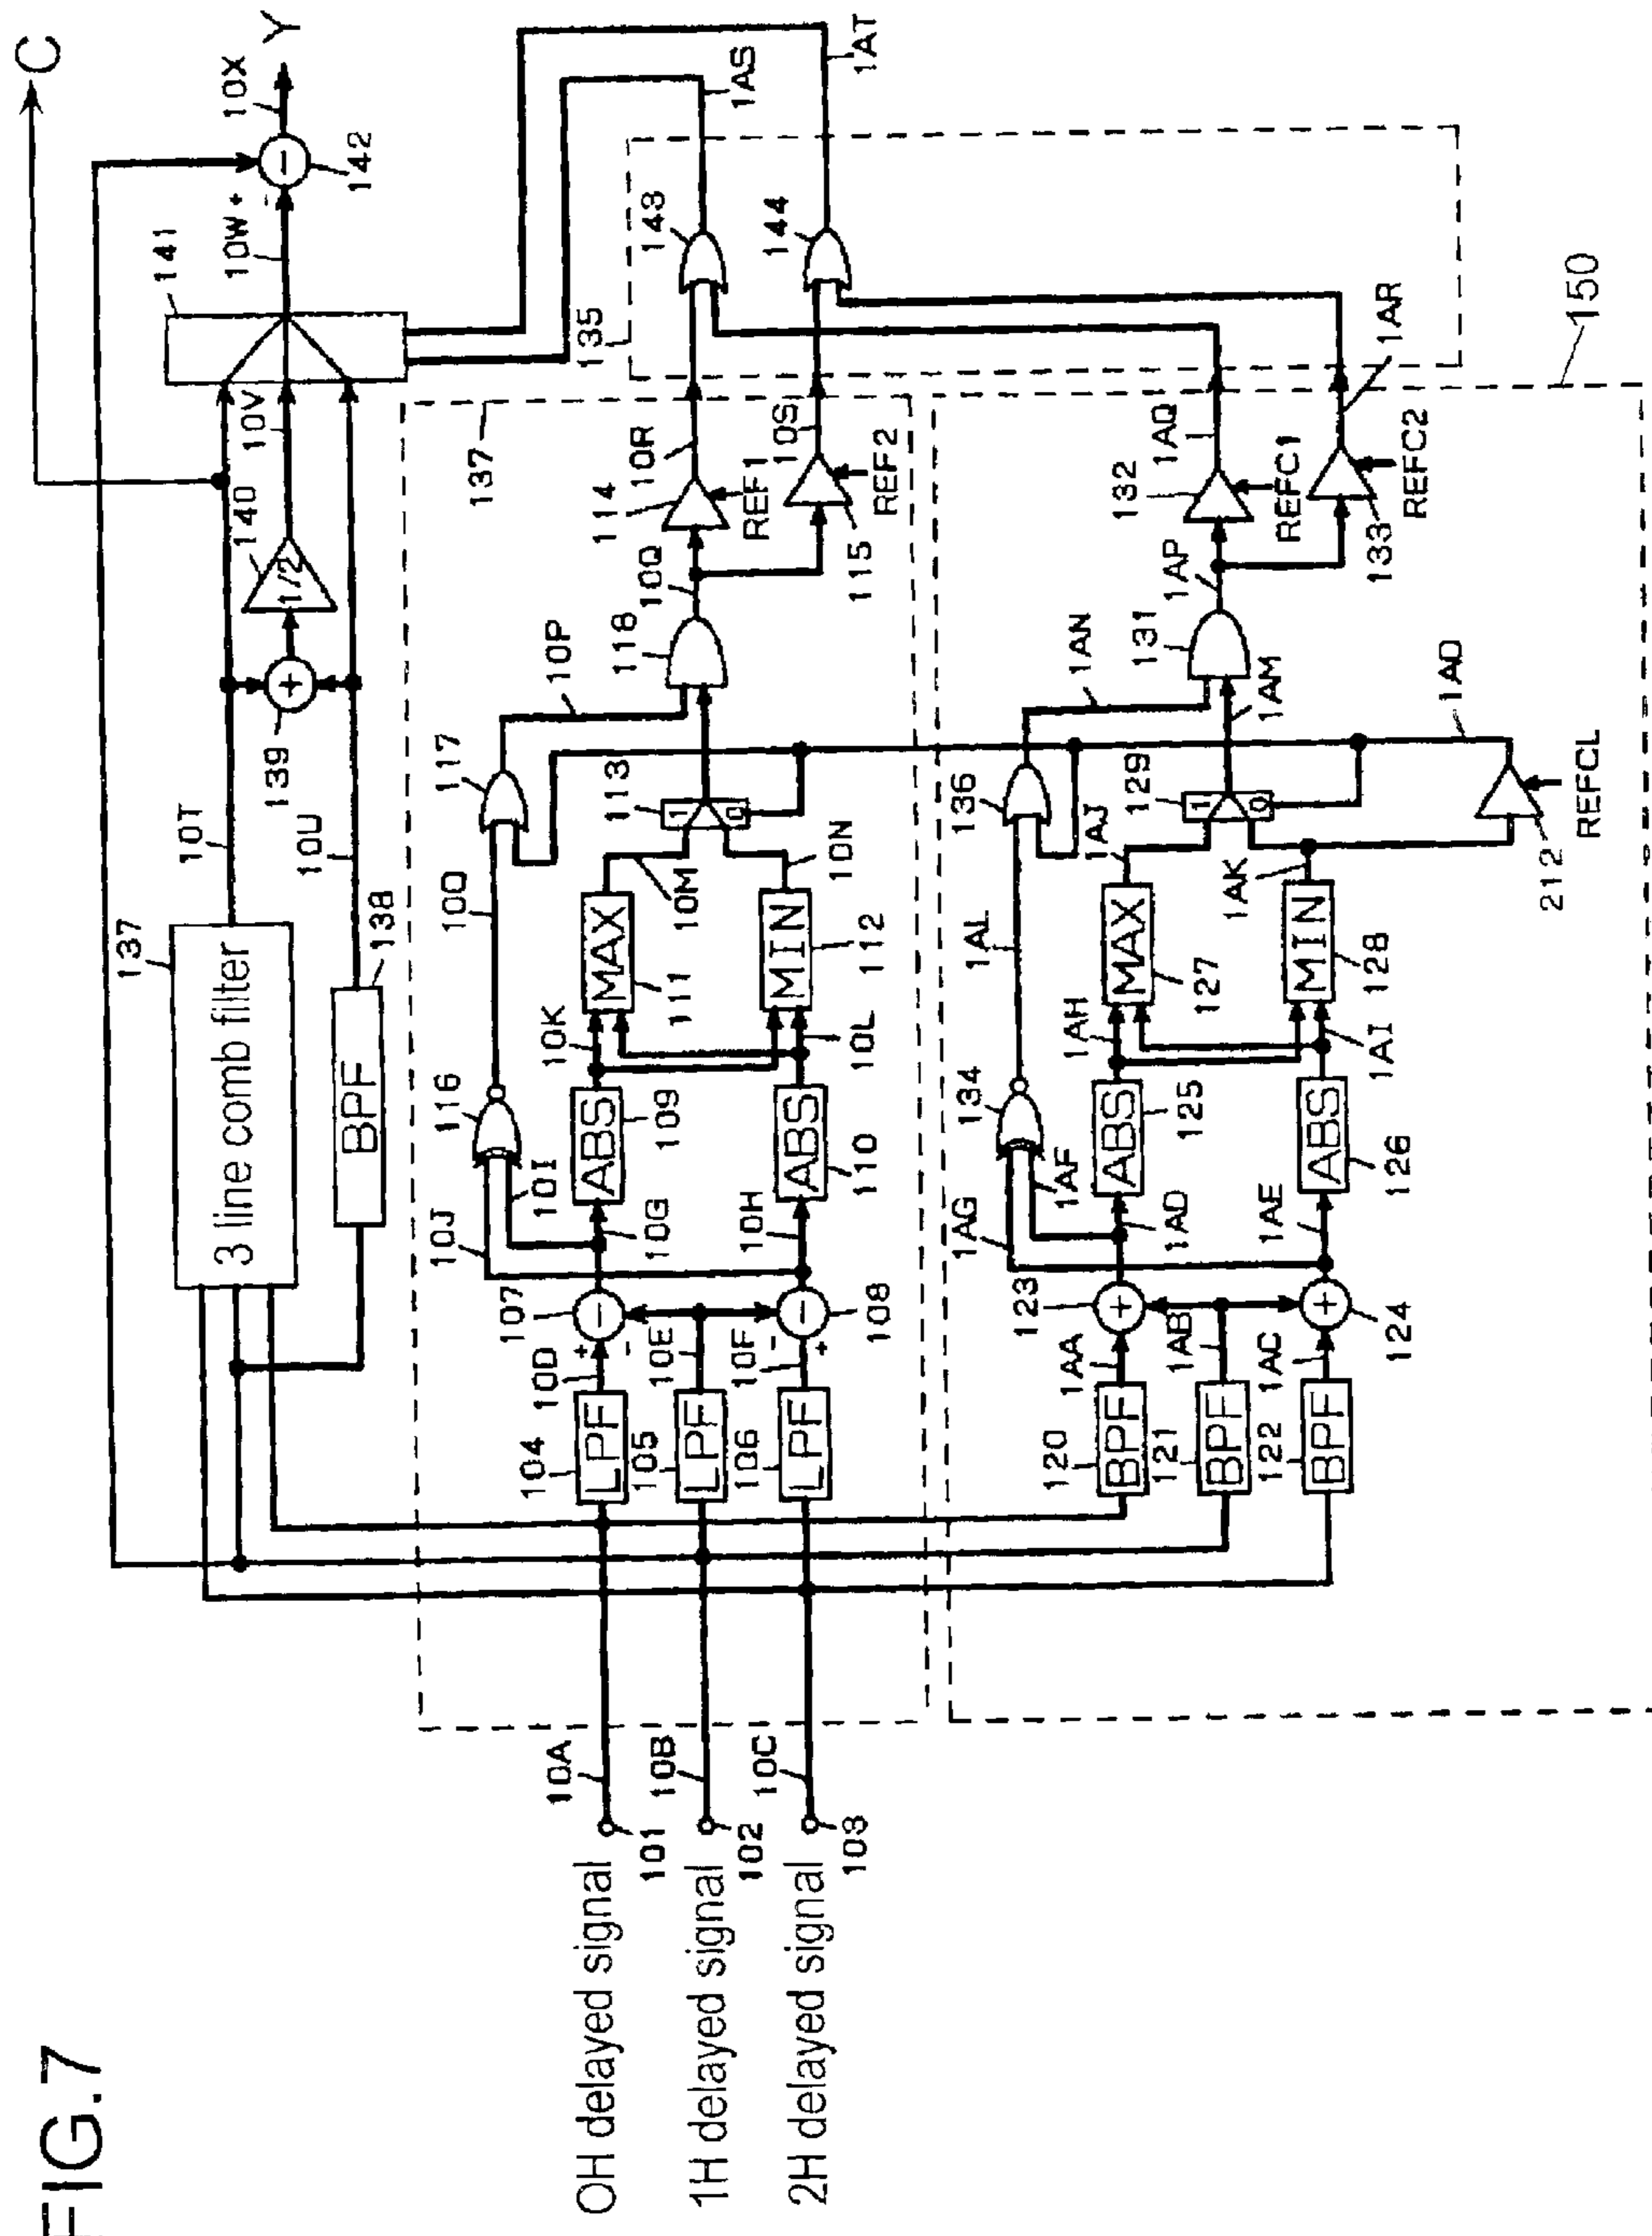 FIG.7
C
Y
10X
142
10W
+
-
-
141
10V
140
1/2
139
10T
10U
137
3 line comb filter
138
BPF
1AS
1AT
143
144
135
137
150
0H delayed signal
101
10A
1H delayed signal
102
10B
2H delayed signal
103
10C
104
LPF
105
LPF
106
LPF
10D
10E
10F
+
-
-
+
107
-
108
-
10G
10H
10I
10J
109
ABS
110
ABS
116
10K
10L
MAX
111
MIN
112
10M
10N
10O
117
113
1
0
10P
118
10Q
114
REF1
115
REF2
10R
10S
120
BPF
121
BPF
122
BPF
1AA
1AB
1AC
123
+
124
+
1AD
1AE
1AF
1AG
125
ABS
126
ABS
134
1AH
1AI
MAX
127
MIN
128
1AJ
1AK
1AL
136
129
1
0
1AM
1AN
131
1AO
212
REFCL
1AP
132
REFC1
133
REFC2
1AQ
1AR